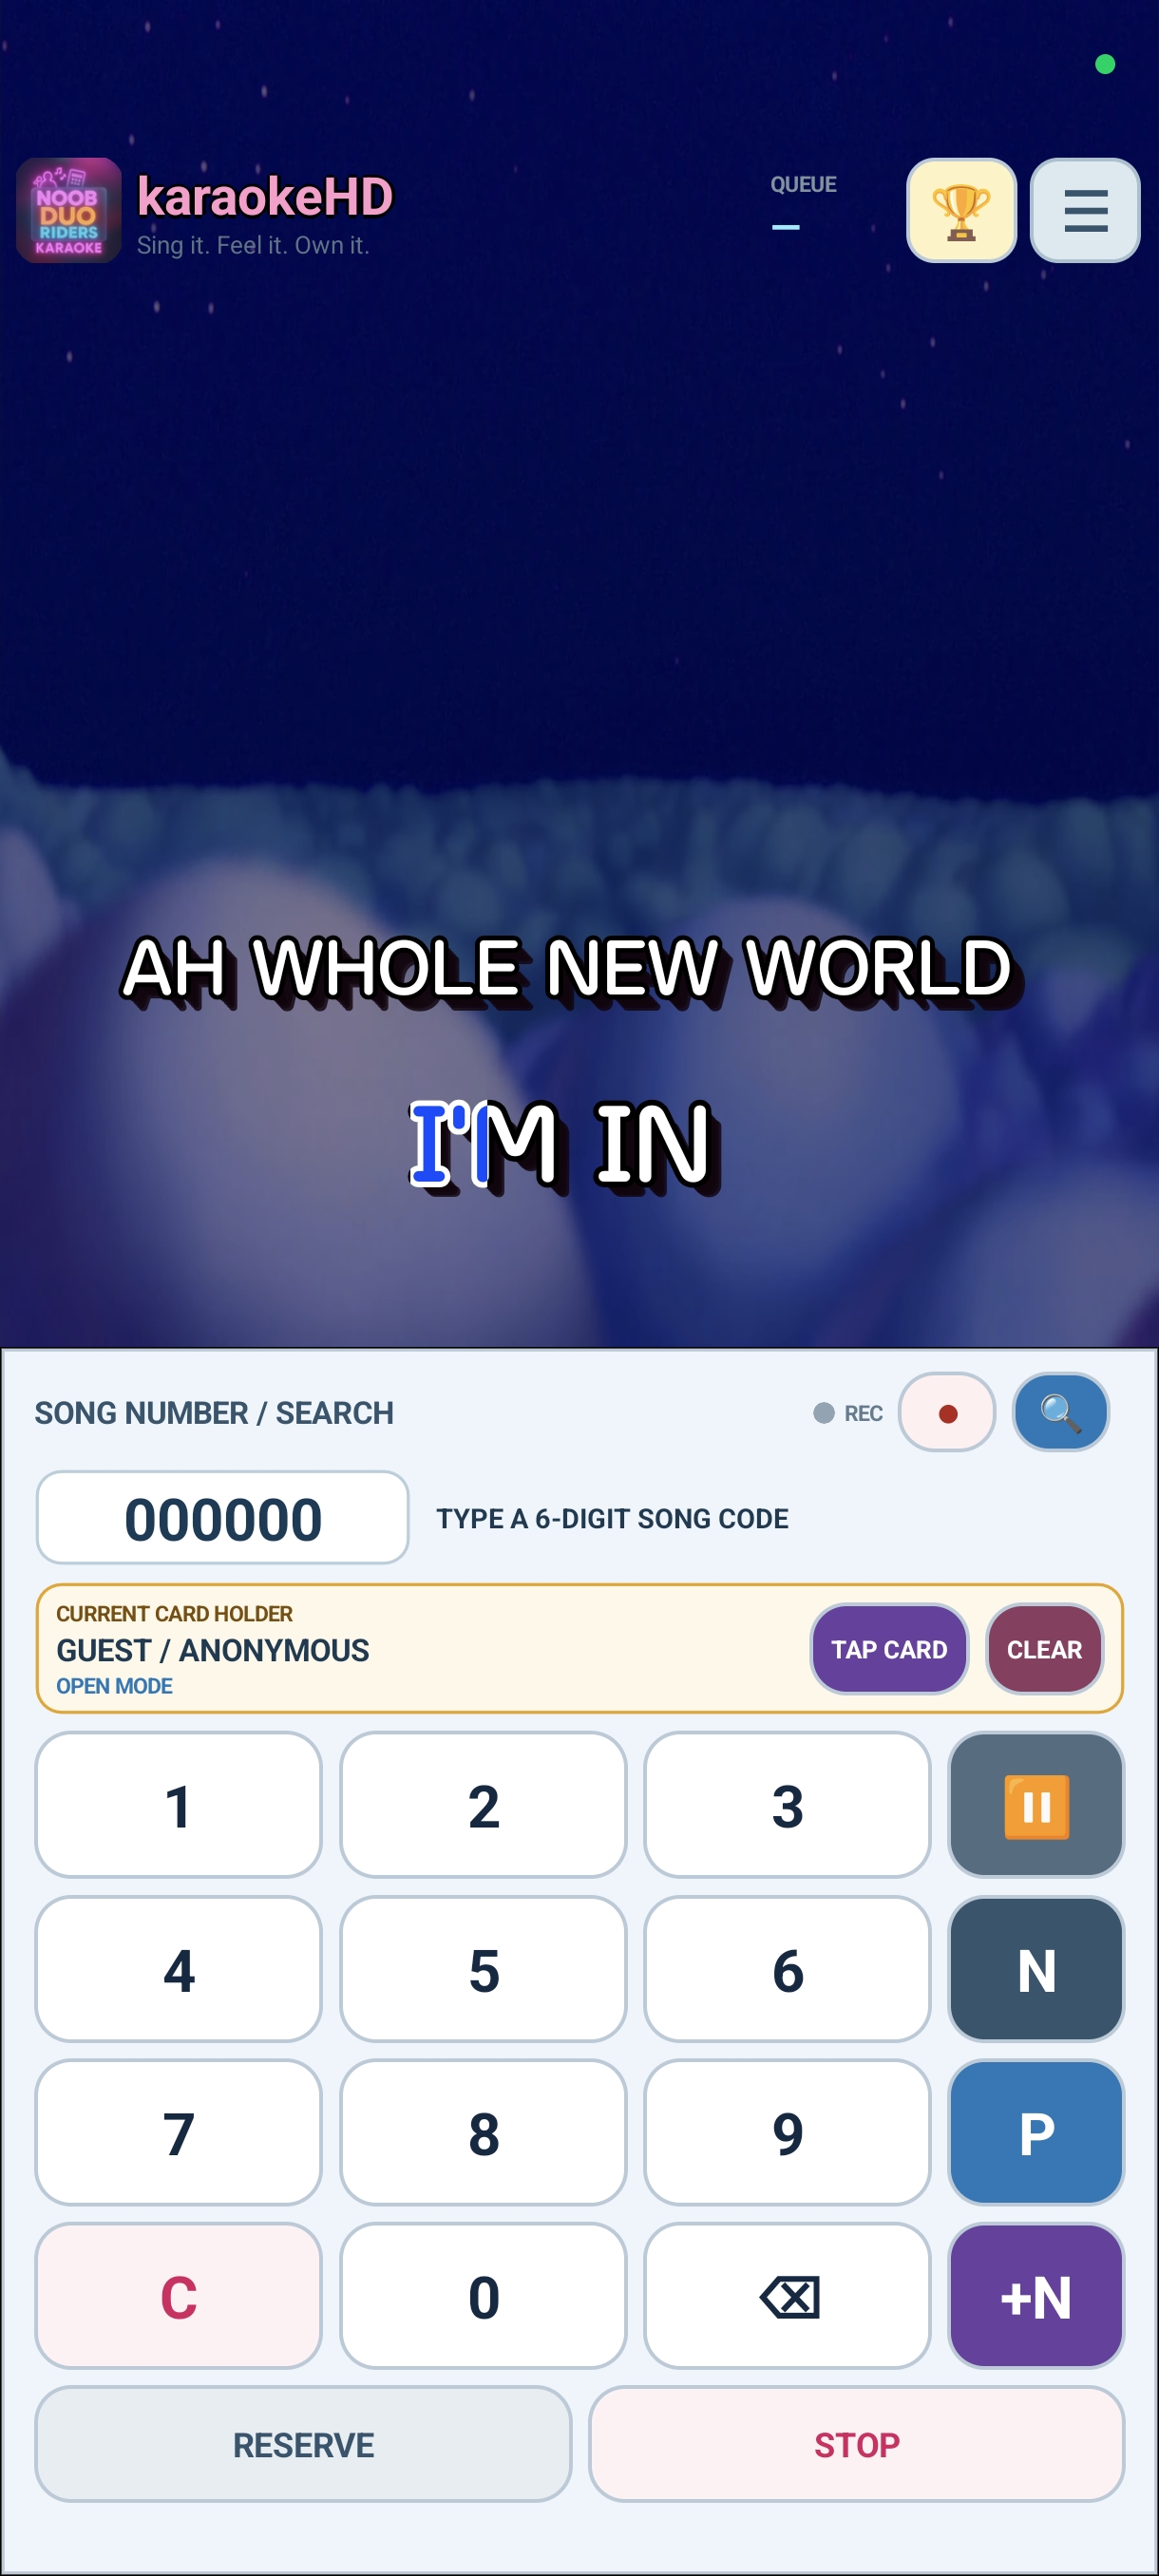 NOOB
DUO
RIDERS
KARAOKE
karaokeHD
Sing it. Feel it. Own it.
QUEUE
—
AH WHOLE NEW WORLD
I'M IN
SONG NUMBER / SEARCH
REC
000000
TYPE A 6-DIGIT SONG CODE
CURRENT CARD HOLDER
GUEST / ANONYMOUS
OPEN MODE
TAP CARD
CLEAR
1 2 3
4 5 6 N
7 8 9 P
C 0 +N
RESERVE STOP